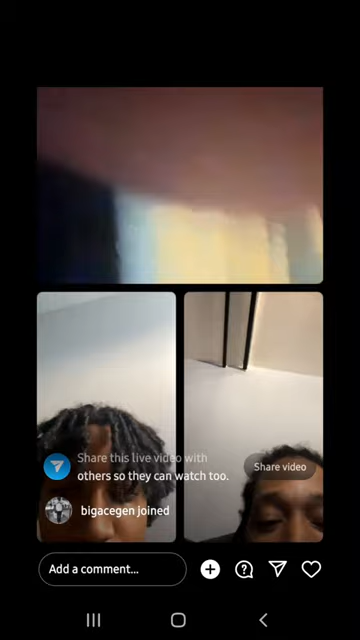 Share this live video with
others so they can watch too.
Share video
bigacegen joined
Add a comment...